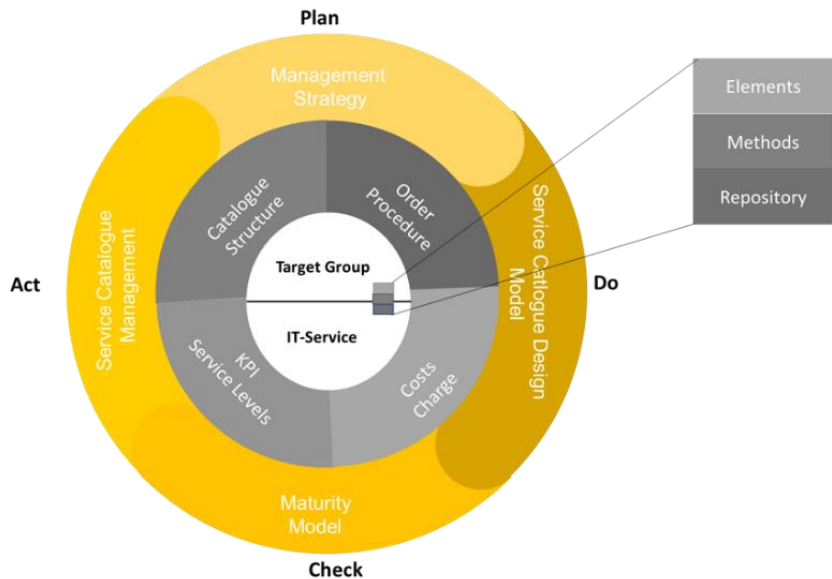 Plan
Management
Strategy
Elements
Methods
Repository
Catalogue
Structure
Order
Procedure
Service Catalogue
Management
Service Catlogue Design
Model
Target Group
Act
Do
IT-Service
KPI
Service Levels
Costs
Charge
Maturity
Model
Check